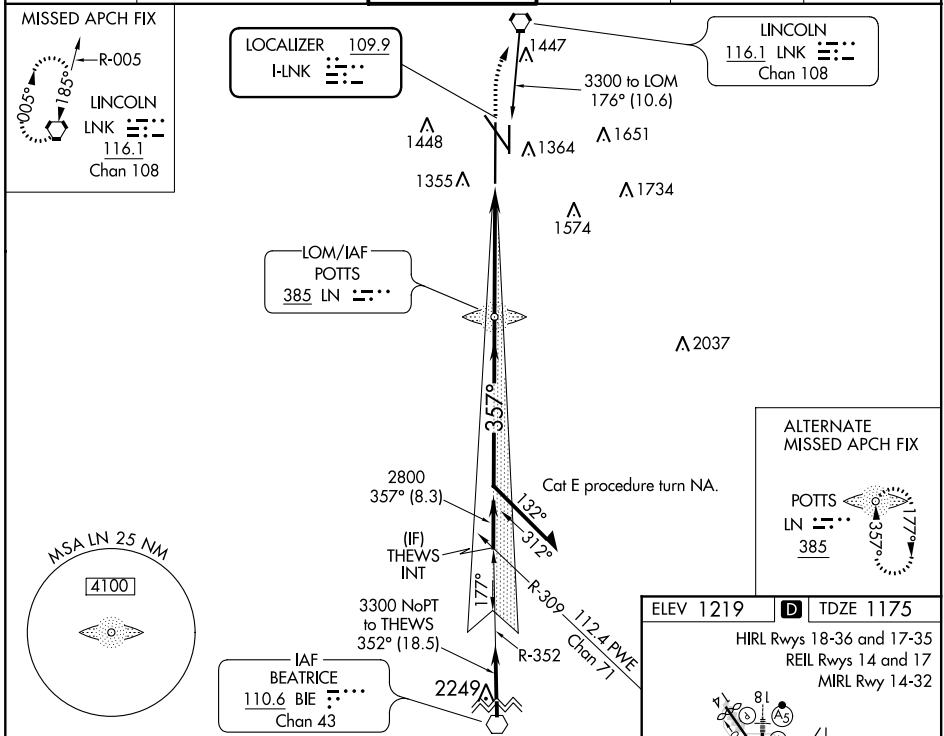 MISSED APCH FIX
R-005
005°
185°
LINCOLN
LNK
116.1
Chan 108
LOCALIZER 109.9
I-LNK
1447
3300 to LOM
176° (10.6)
LINCOLN
116.1 LNK
Chan 108
1448
1364
1651
1355
1734
1574
LOM/IAF
POTTS
385 LN
2037
357°
ALTERNATE
MISSED APCH FIX
POTTS
LN
385
357°
177°
2800
357° (8.3)
Cat E procedure turn NA.
132°
312°
(IF)
THEWS
INT
177°
MSA LN 25 NM
4100
3300 NoPT
to THEWS
352° (18.5)
R-309
112.4 PWE
Chan 71
R-352
IAF
BEATRICE
110.6 BIE
Chan 43
2249
ELEV 1219 D TDZE 1175
HIRL Rwys 18-36 and 17-35
REIL Rwys 14 and 17
MIRL Rwy 14-32
18
A5